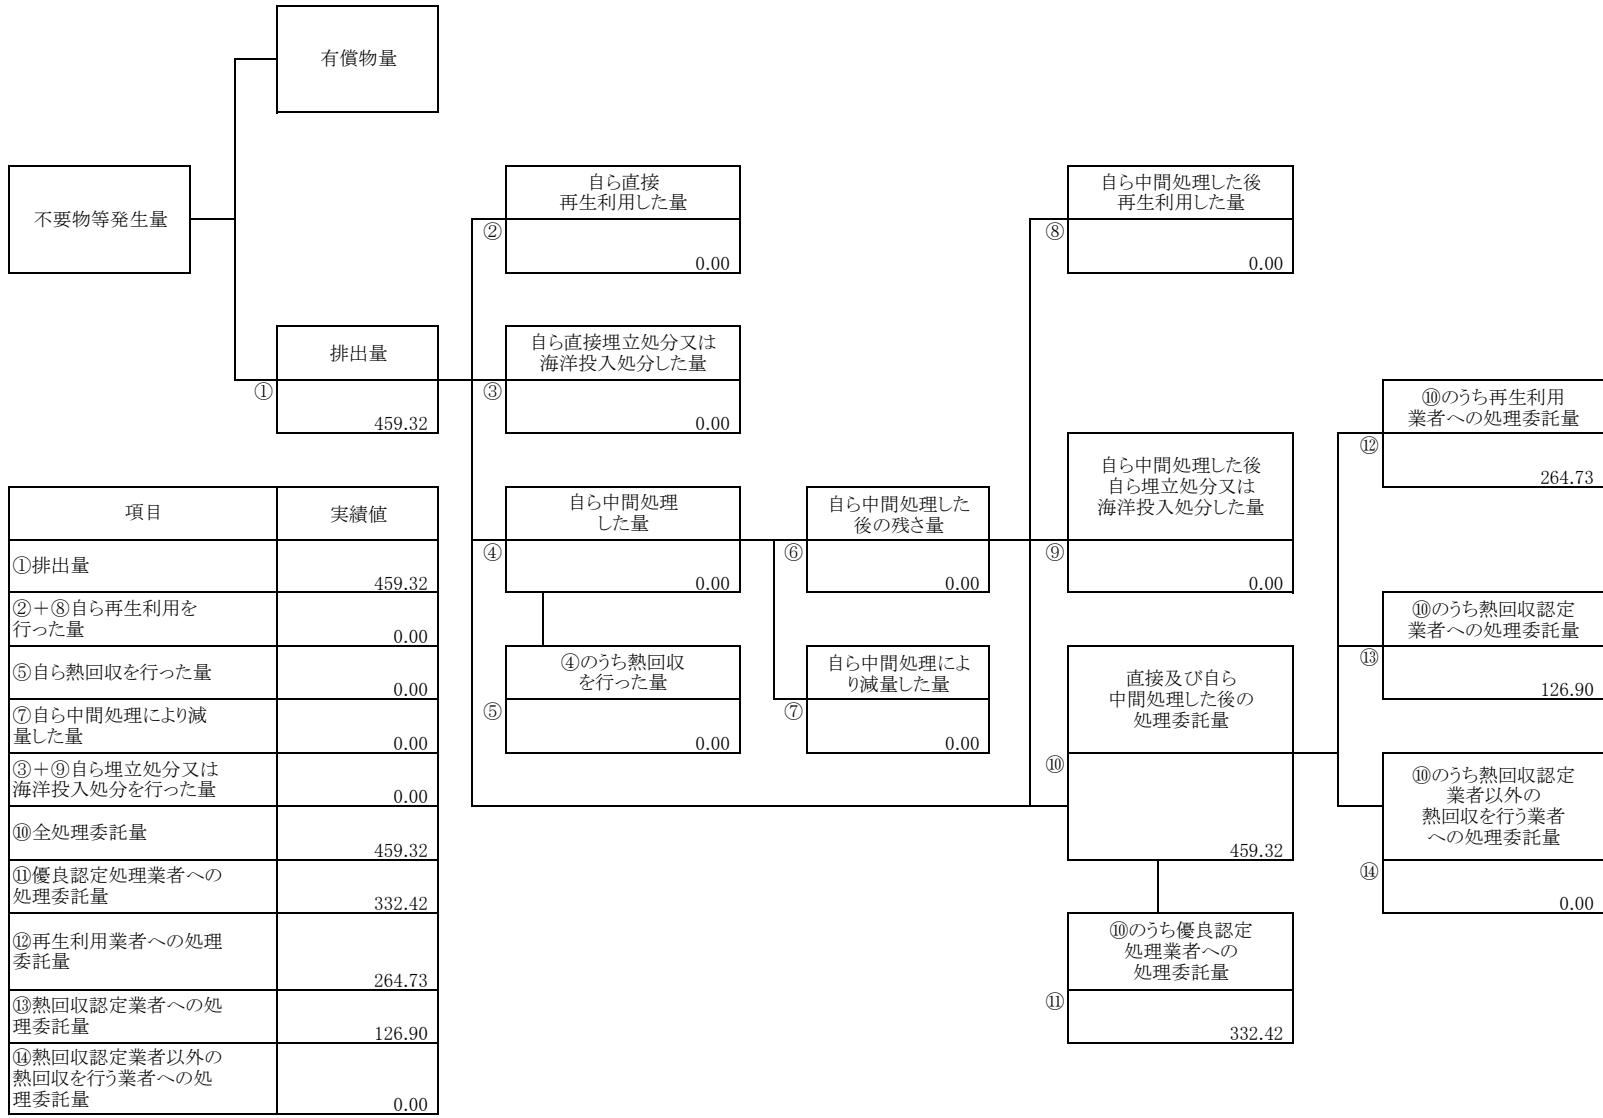 有償物量
不要物等発生量
自ら直接
再生利用した量
②
0.00
自ら中間処理した後
再生利用した量
⑧
0.00
排出量
①
459.32
自ら直接埋立処分又は
海洋投入処分した量
③
0.00
⑩のうち再生利用
業者への処理委託量
⑫
264.73
自ら中間処理
した量
④
0.00
自ら中間処理した
後の残さ量
⑥
0.00
自ら中間処理した後
自ら埋立処分又は
海洋投入処分した量
⑨
0.00
⑩のうち熱回収認定
業者への処理委託量
⑬
126.90
④のうち熱回収
を行った量
⑤
0.00
自ら中間処理によ
り減量した量
⑦
0.00
直接及び自ら
中間処理した後の
処理委託量
⑩
459.32
⑩のうち熱回収認定
業者以外の
熱回収を行う業者
への処理委託量
⑭
0.00
⑩のうち優良認定
処理業者への
処理委託量
⑪
332.42
項目 実績値
①排出量
459.32
②+⑧自ら再生利用を
行った量
0.00
⑤自ら熱回収を行った量
0.00
⑦自ら中間処理により減
量した量
0.00
③+⑨自ら埋立処分又は
海洋投入処分を行った量
0.00
⑩全処理委託量
459.32
⑪優良認定処理業者への
処理委託量
332.42
⑫再生利用業者への処理
委託量
264.73
⑬熱回収認定業者への処
理委託量
126.90
⑭熱回収認定業者以外の
熱回収を行う業者への処
理委託量
0.00